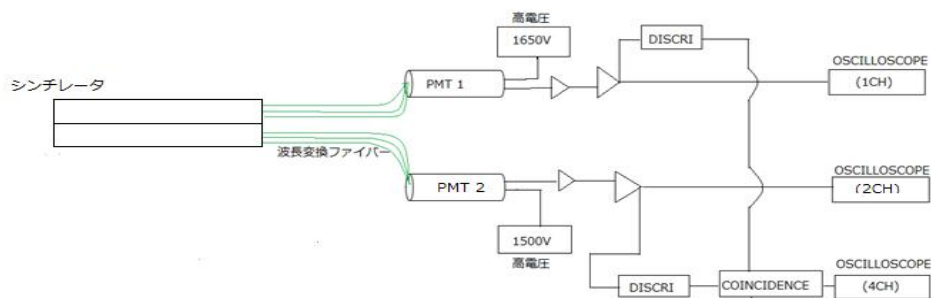 高電圧
1650V
DISCRI
OSCILLOSCOPE
(1CH)
シンチレータ
PMT 1
波長変換ファイバー
PMT 2
OSCILLOSCOPE
(2CH)
1500V
高電圧
DISCRI
COINCIDENCE
OSCILLOSCOPE
(4CH)